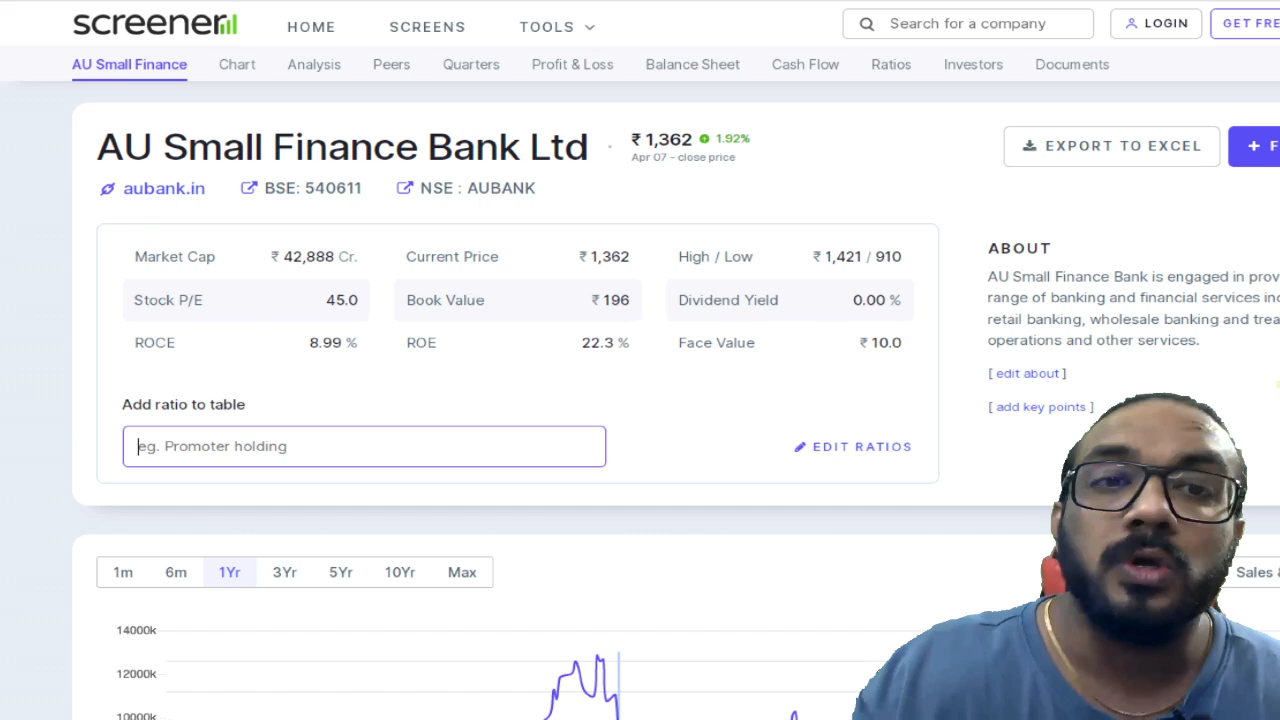 screener
HOME SCREENS TOOLS
Search for a company
LOGIN
GET FRE
AU Small Finance Chart Analysis Peers Quarters Profit & Loss Balance Sheet Cash Flow Ratios Investors Documents
AU Small Finance Bank Ltd
₹ 1,362 1.92%
Apr 07 - close price
EXPORT TO EXCEL
+ F
aubank.in BSE: 540611 NSE : AUBANK
Market Cap ₹ 42,888 Cr. Current Price ₹ 1,362 High / Low ₹ 1,421 / 910
Stock P/E 45.0 Book Value ₹ 196 Dividend Yield 0.00 %
ROCE 8.99 % ROE 22.3 % Face Value ₹ 10.0
Add ratio to table
eg. Promoter holding
EDIT RATIOS
ABOUT
AU Small Finance Bank is engaged in prov
range of banking and financial services inc
retail banking, wholesale banking and trea
operations and other services.
[ edit about ]
[ add key points ]
1m 6m 1Yr 3Yr 5Yr 10Yr Max
Sales &
14000k
12000k
10000k